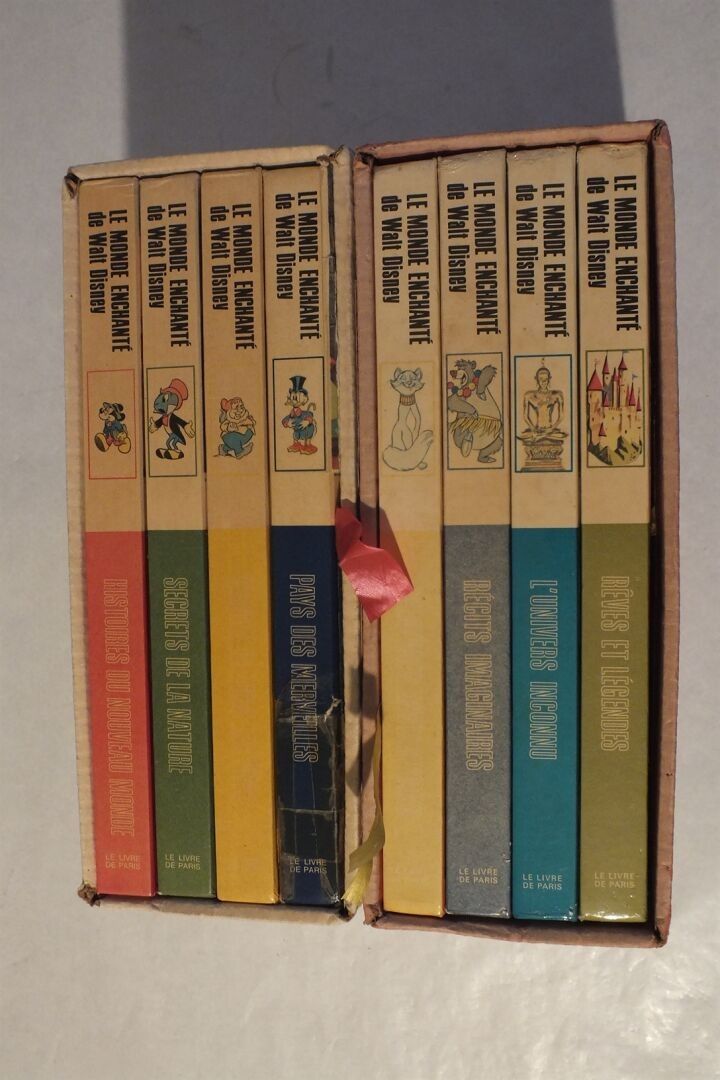 LE MONDE ENCHANTÉ
de Walt Disney
HISTOIRES DU NOUVEAU MONDE
LE LIVRE
DE PARIS
LE MONDE ENCHANTÉ
de Walt Disney
SECRETS DE LA NATURE
LE LIVRE
DE PARIS
LE MONDE ENCHANTÉ
de Walt Disney
LE MONDE ENCHANTÉ
de Walt Disney
PAYS DES MERVEILLES
LE LIVRE
DE PARIS
LE MONDE ENCHANTÉ
de Walt Disney
LE MONDE ENCHANTÉ
de Walt Disney
RÉCITS IMAGINAIRES
LE LIVRE
DE PARIS
LE MONDE ENCHANTÉ
de Walt Disney
L'UNIVERS INCONNU
LE LIVRE
DE PARIS
LE MONDE ENCHANTÉ
de Walt Disney
RÊVES ET LÉGENDES
LE LIVRE
DE PARIS